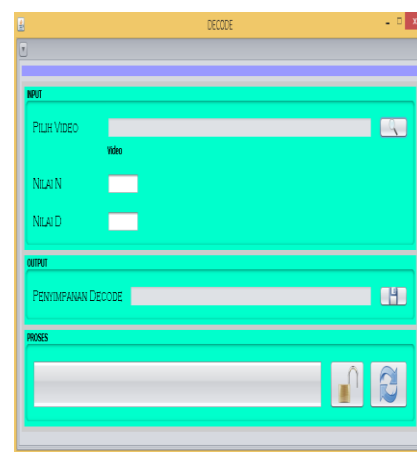 DECODE
INPUT
PILIH VIDEO
Video
NILAI N
NILAI D
OUTPUT
PENYIMPANAN DECODE
PROSES